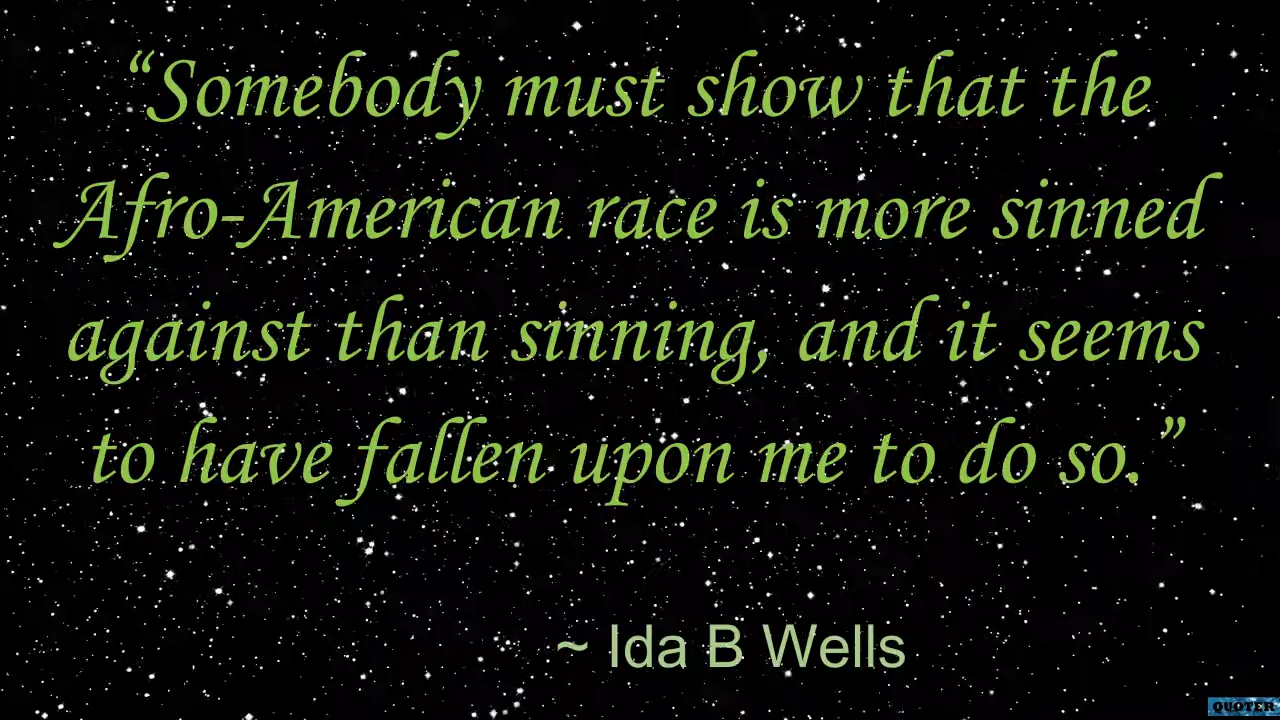 “Somebody must show that the
Afro-American race is more sinned
against than sinning, and it seems
to have fallen upon me to do so.”
~ Ida B Wells
QUOTER